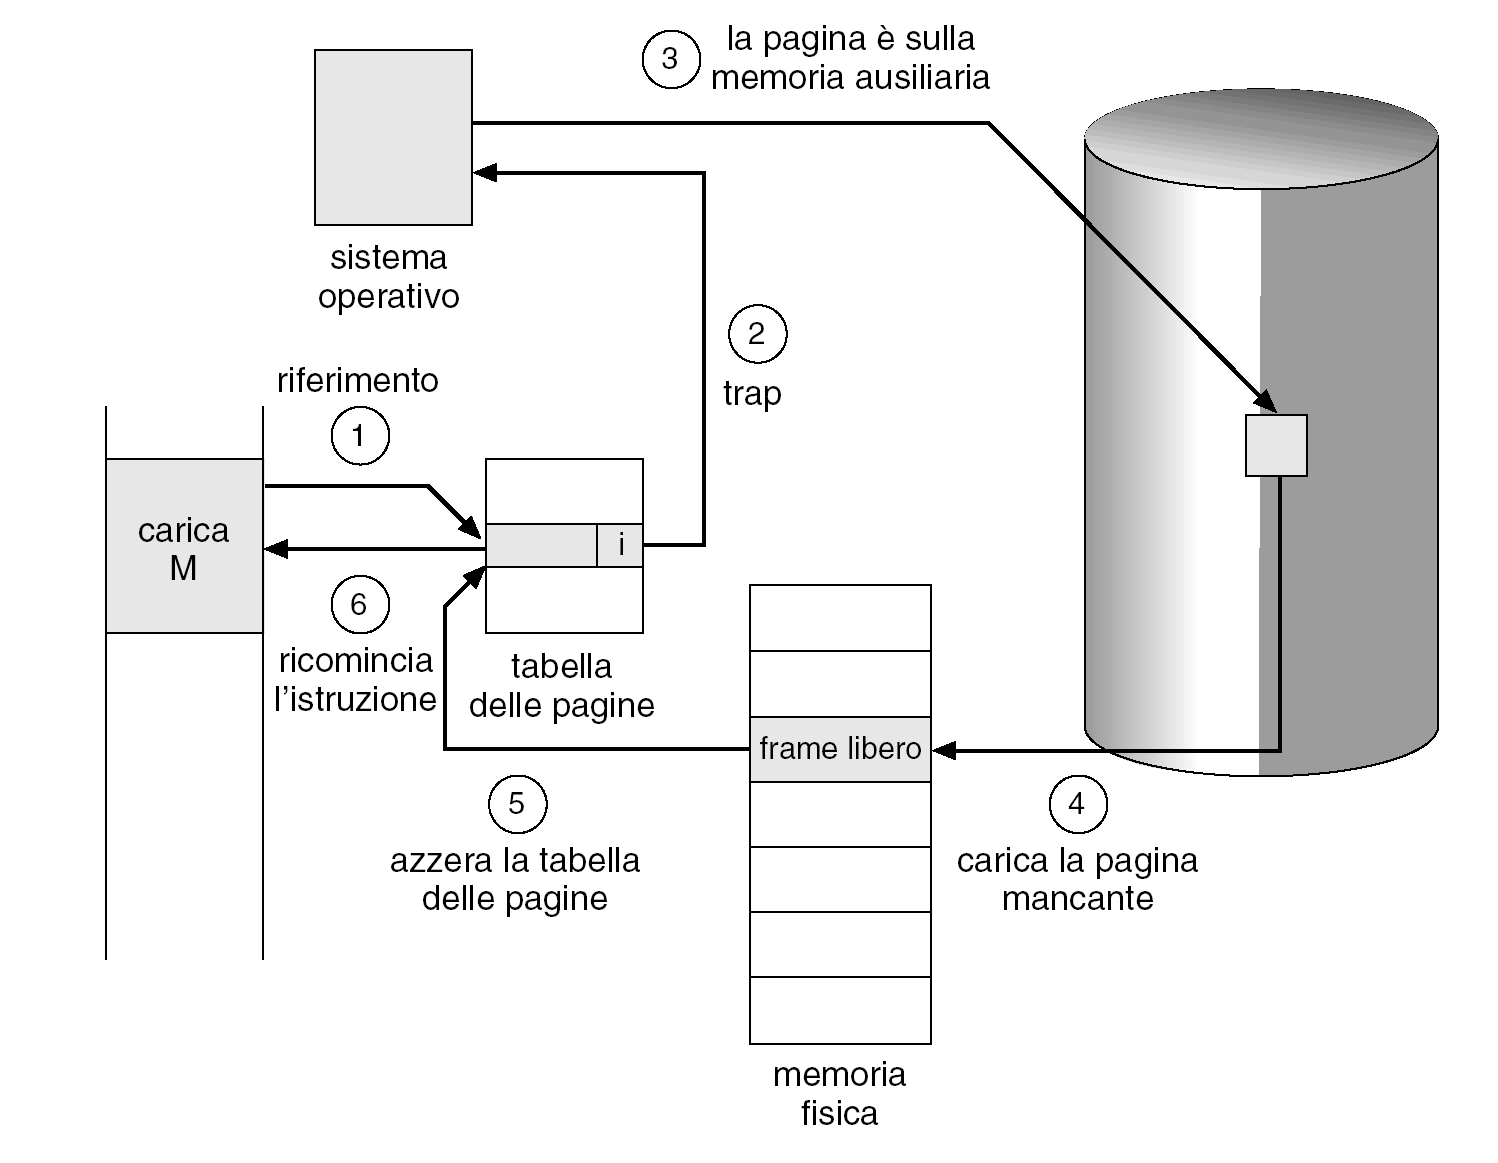 3
la pagina è sulla
memoria ausiliaria
sistema
operativo
2
trap
riferimento
1
carica
M
i
6
ricomincia
l’istruzione
tabella
delle pagine
frame libero
5
azzera la tabella
delle pagine
4
carica la pagina
mancante
memoria
fisica